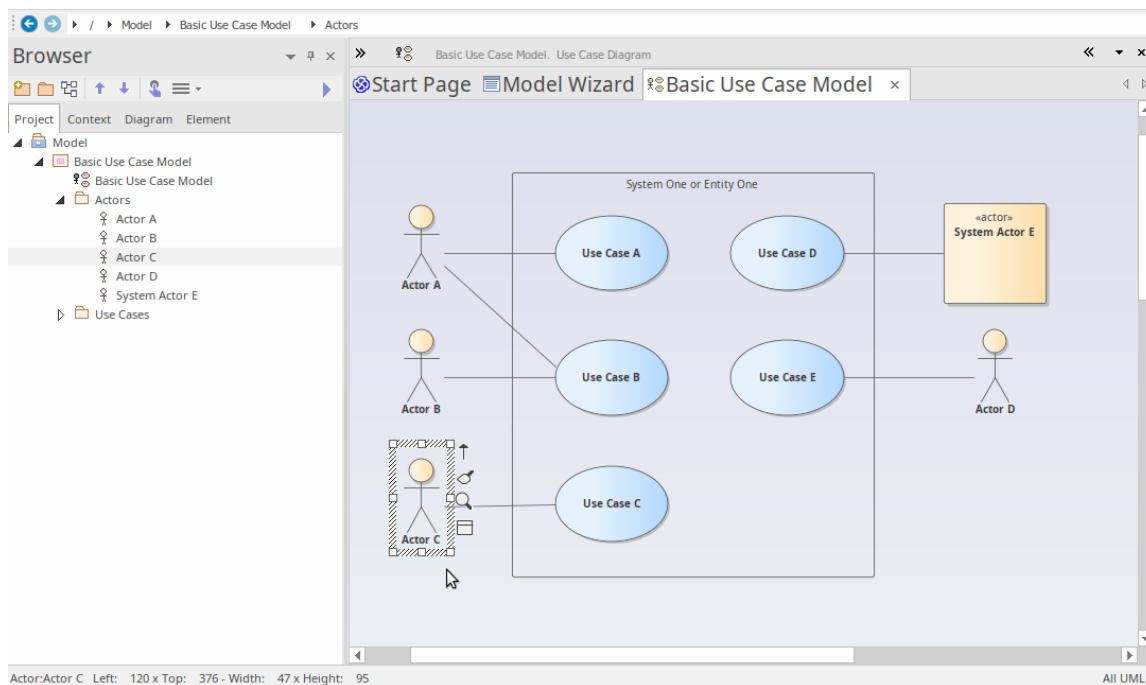 / Model Basic Use Case Model Actors
Browser
Basic Use Case Model. Use Case Diagram
Start Page Model Wizard Basic Use Case Model
Project Context Diagram Element
Model
Basic Use Case Model
Basic Use Case Model
Actors
Actor A
Actor B
Actor C
Actor D
System Actor E
Use Cases
System One or Entity One
«actor»
System Actor E
Use Case A
Use Case D
Actor A
Use Case B
Use Case E
Actor B
Actor D
Use Case C
Actor C
Actor:Actor C Left: 120 x Top: 376 - Width: 47 x Height: 95
All UML